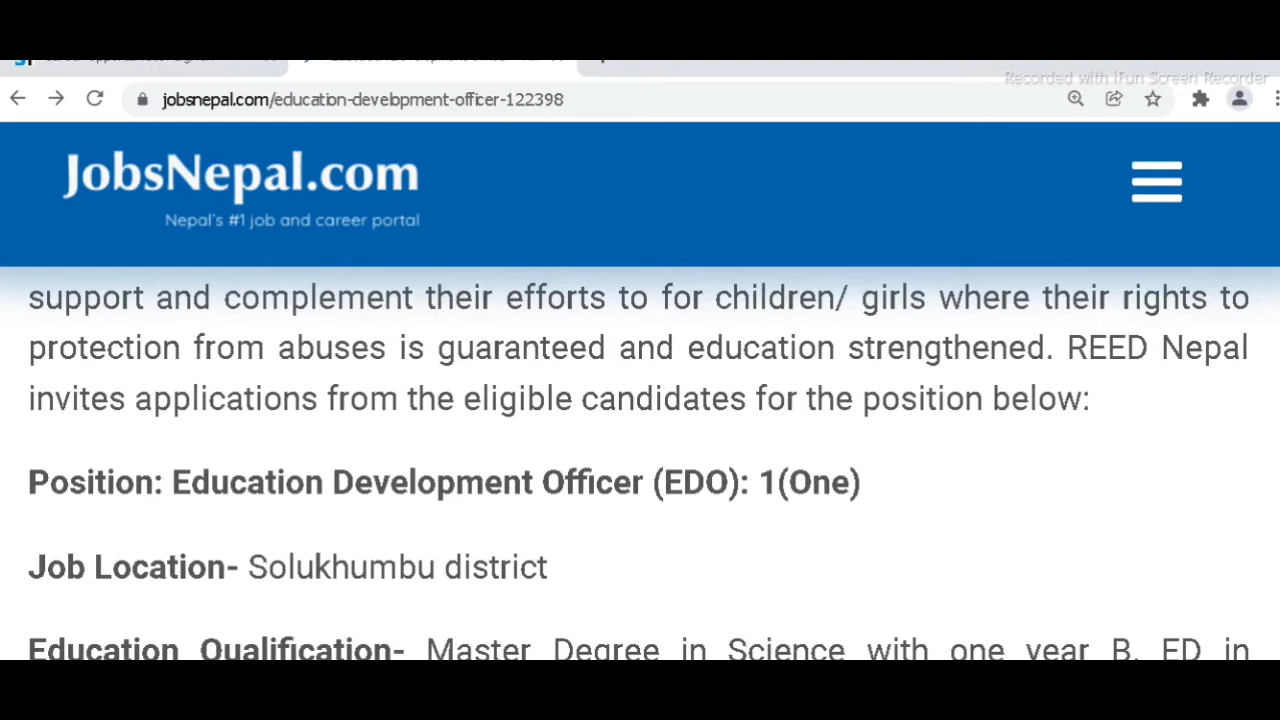 Recorded with iFun Screen Recorder
jobsnepal.com/education-development-officer-122398
JobsNepal.com
Nepal's #1 job and career portal
support and complement their efforts to for children/ girls where their rights to
protection from abuses is guaranteed and education strengthened. REED Nepal
invites applications from the eligible candidates for the position below:
Position: Education Development Officer (EDO): 1(One)
Job Location- Solukhumbu district
Education Qualification- Master Degree in Science with one year B. ED in